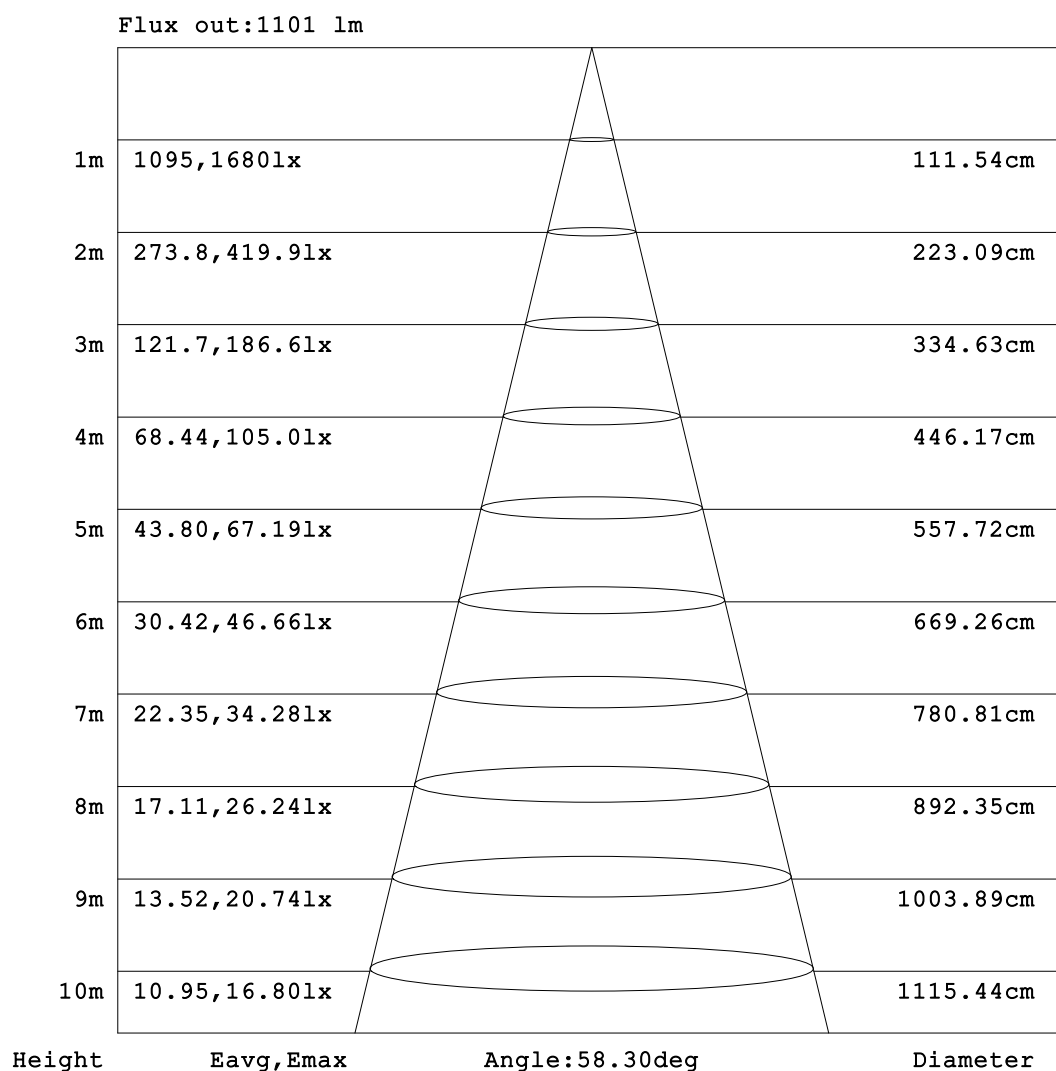 Flux out:1101 lm
1m 1095,1680lx 111.54cm
2m 273.8,419.9lx 223.09cm
3m 121.7,186.6lx 334.63cm
4m 68.44,105.0lx 446.17cm
5m 43.80,67.19lx 557.72cm
6m 30.42,46.66lx 669.26cm
7m 22.35,34.28lx 780.81cm
8m 17.11,26.24lx 892.35cm
9m 13.52,20.74lx 1003.89cm
10m 10.95,16.80lx 1115.44cm
Height Eavg,Emax Angle:58.30deg Diameter